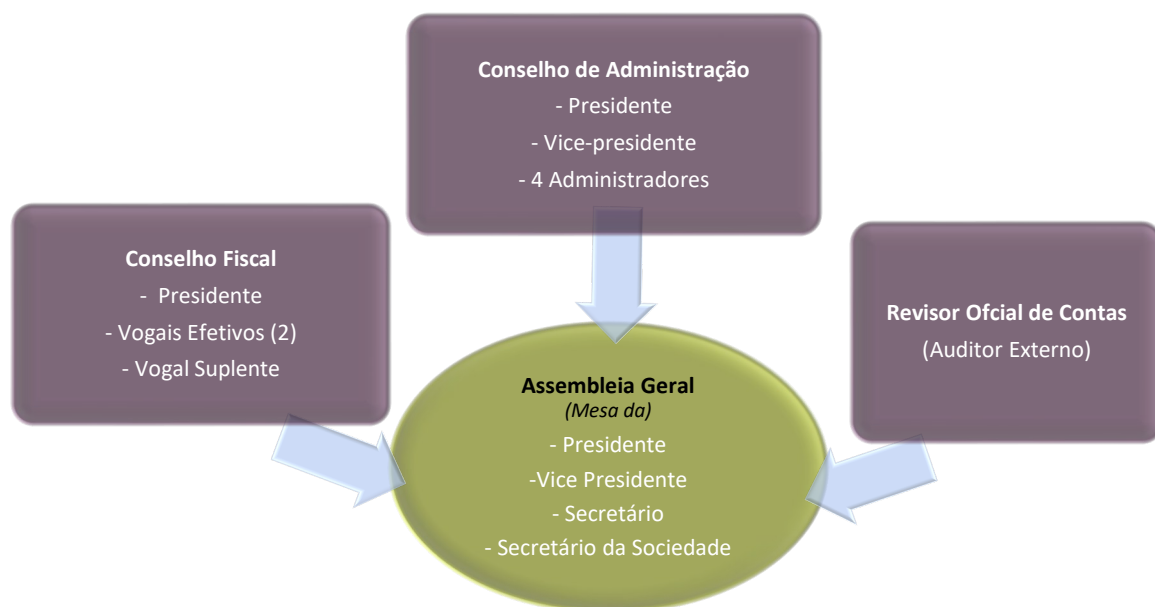 Conselho de Administração
- Presidente
- Vice-presidente
- 4 Administradores
Conselho Fiscal
- Presidente
- Vogais Efetivos (2)
- Vogal Suplente
Revisor Ofcial de Contas
(Auditor Externo)
Assembleia Geral
(Mesa da)
- Presidente
-Vice Presidente
- Secretário
- Secretário da Sociedade